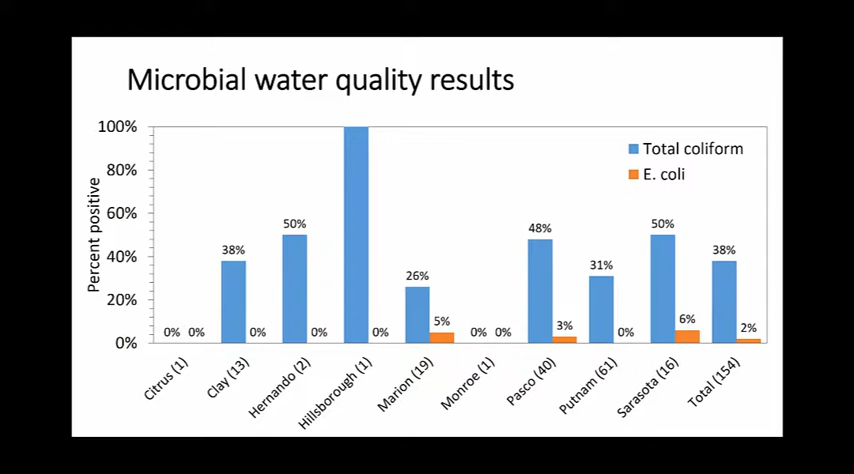 Microbial water quality results
100%
80%
60%
40%
20%
0%
Percent positive
Total coliform
E. coli
0% 0%
38% 0%
50% 0%
0%
26% 5%
0% 0%
48% 3%
31% 0%
50% 6%
38% 2%
Citrus (1)
Clay (13)
Hernando (2)
Hillsborough (1)
Marion (19)
Monroe (1)
Pasco (40)
Putnam (61)
Sarasota (16)
Total (154)